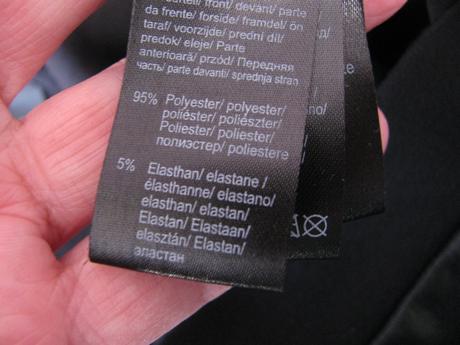 front/ devant/ parte
da frente/ forside/ framdel/ ön
taraf/ voorzijde/ predni díl/
predok/ eleje/ Parte
anterioară/ przód/ Передняя
часть/ parte davanti/ sprednja stran
95% Polyester/ polyester/
poliéster/ poliészter/
Poliester/ poliester/
полиэстер/ poliestere
5% Elasthan/ elastane /
élasthanne/ elastano/
elasthan/ elastan/
Elastan/ Elastaan/
elasztán/ Elastan/
эластан